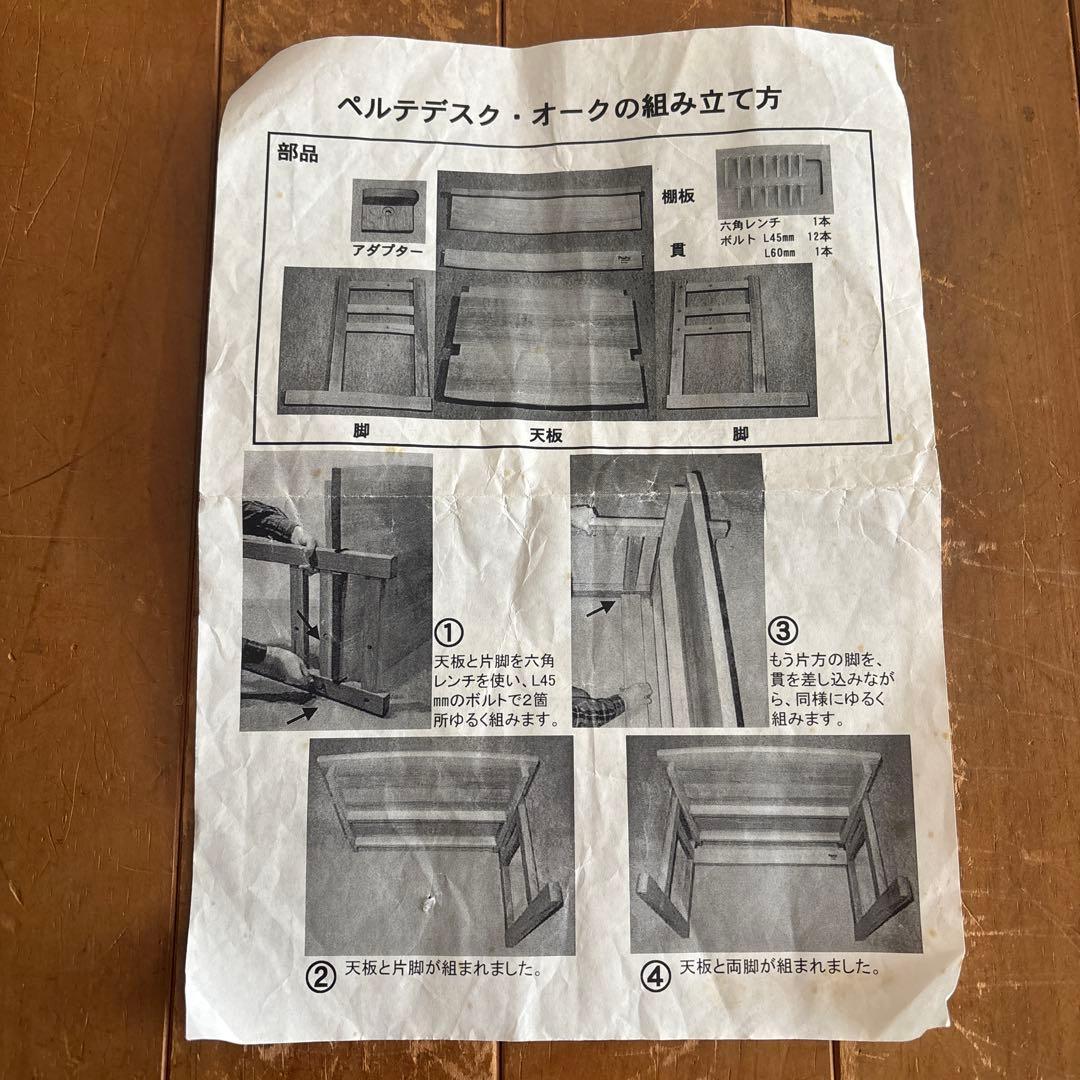 ペルテデスク・オークの組み立て方
部品
アダプター
棚板
貫
六角レンチ 1本
ボルト L45mm 12本
L60mm 1本
脚
天板
脚
①
天板と片脚を六角
レンチを使い、L45
mmのボルトで2箇
所ゆるく組みます。
③
もう片方の脚を、
貫を差し込みなが
ら、同様にゆるく
組みます。
② 天板と片脚が組まれました。
④ 天板と両脚が組まれました。